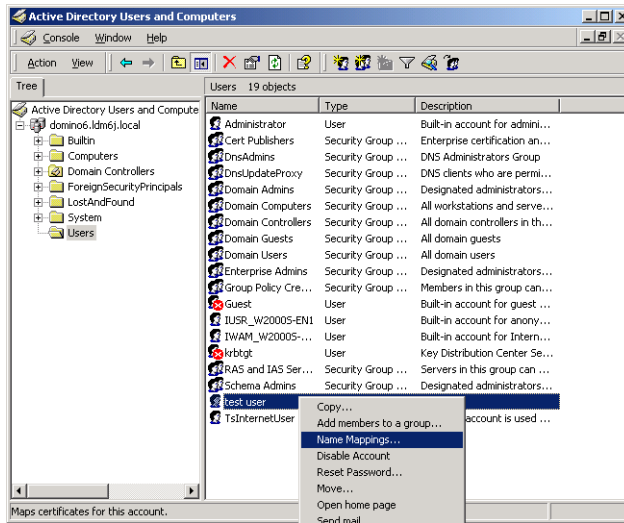 Active Directory Users and Computers
Console Window Help
Action View
Tree
Users 19 objects
Active Directory Users and Compute
domino6.ldm6j.local
Builtin
Computers
Domain Controllers
ForeignSecurityPrincipals
LostAndFound
System
Users
Name Type Description
Administrator User Built-in account for admini...
Cert Publishers Security Group ... Enterprise certification an...
DnsAdmins Security Group ... DNS Administrators Group
DnsUpdateProxy Security Group ... DNS clients who are permi...
Domain Admins Security Group ... Designated administrators...
Domain Computers Security Group ... All workstations and serve...
Domain Controllers Security Group ... All domain controllers in th...
Domain Guests Security Group ... All domain guests
Domain Users Security Group ... All domain users
Enterprise Admins Security Group ... Designated administrators...
Group Policy Cre... Security Group ... Members in this group can...
Guest User Built-in account for guest ...
IUSR_W2000S-EN1 User Built-in account for anony...
IWAM_W2000S-... User Built-in account for Intern...
krbtgt User Key Distribution Center Se...
RAS and IAS Ser... Security Group ... Servers in this group can ...
Schema Admins Security Group ... Designated administrators...
test user
TsInternetUser account is used ...
Copy...
Add members to a group...
Name Mappings...
Disable Account
Reset Password...
Move...
Open home page
Send mail
Maps certificates for this account.